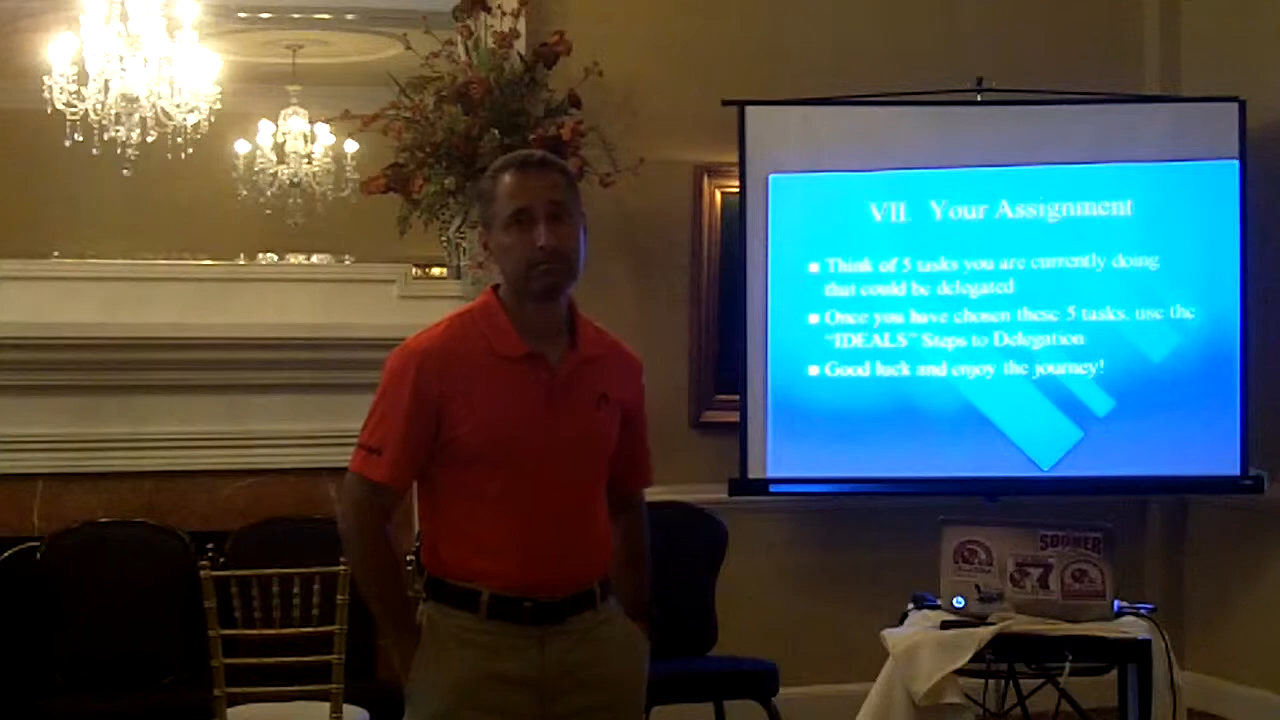 VII. Your Assignment
■ Think of 5 tasks you are currently doing
that could be delegated
■ Once you have chosen these 5 tasks, use the
"IDEALS" Steps to Delegation
■ Good luck and enjoy the journey!
SOONER